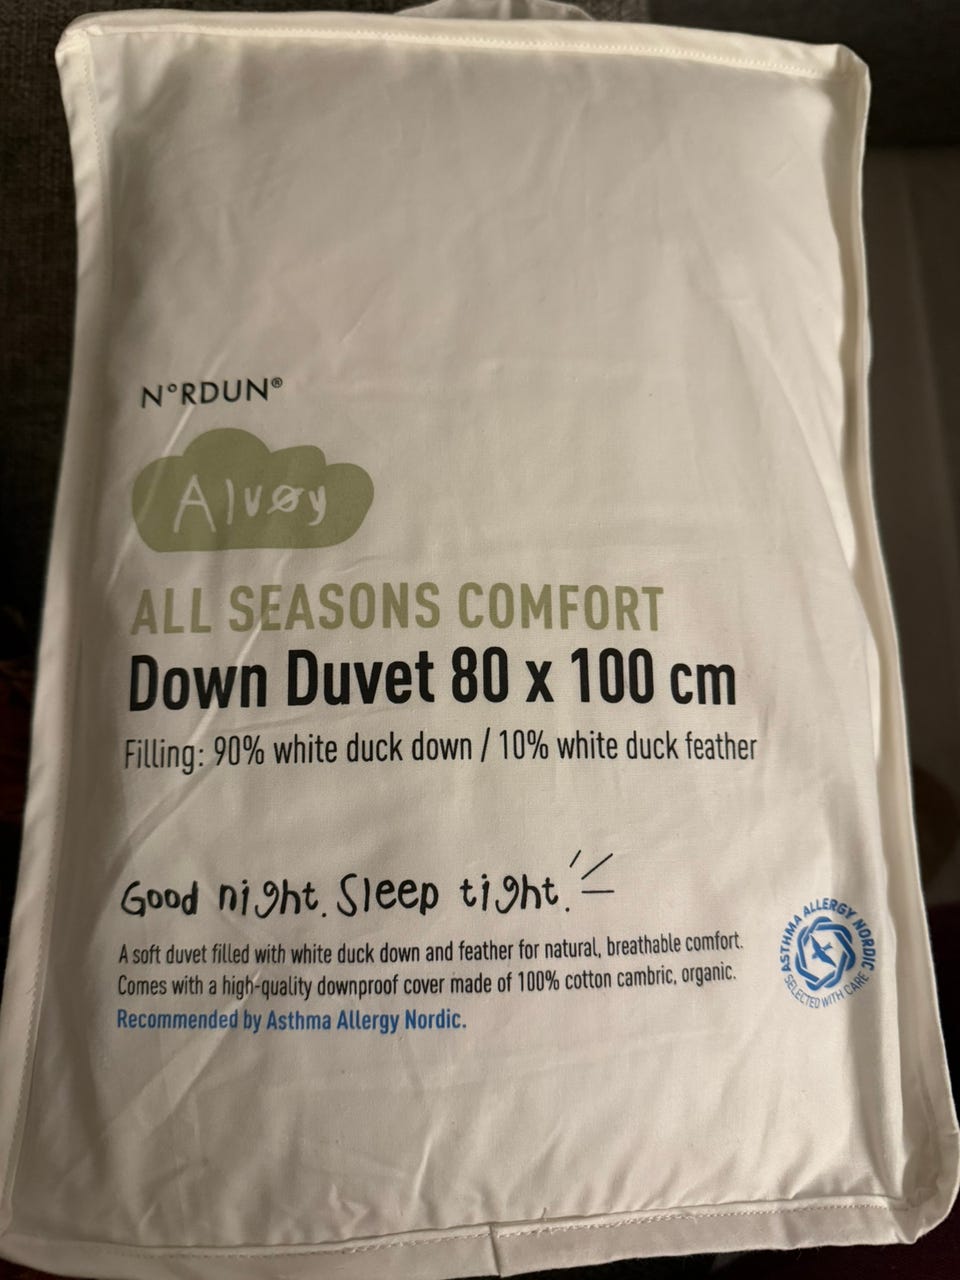 N°RDUN®
Alvøy
ALL SEASONS COMFORT
Down Duvet 80 x 100 cm
Filling: 90% white duck down / 10% white duck feather
Good night. Sleep tight.
A soft duvet filled with white duck down and feather for natural, breathable comfort.
Comes with a high-quality downproof cover made of 100% cotton cambric, organic.
Recommended by Asthma Allergy Nordic.
ASTHMA ALLERGY NORDIC
SELECTED WITH CARE